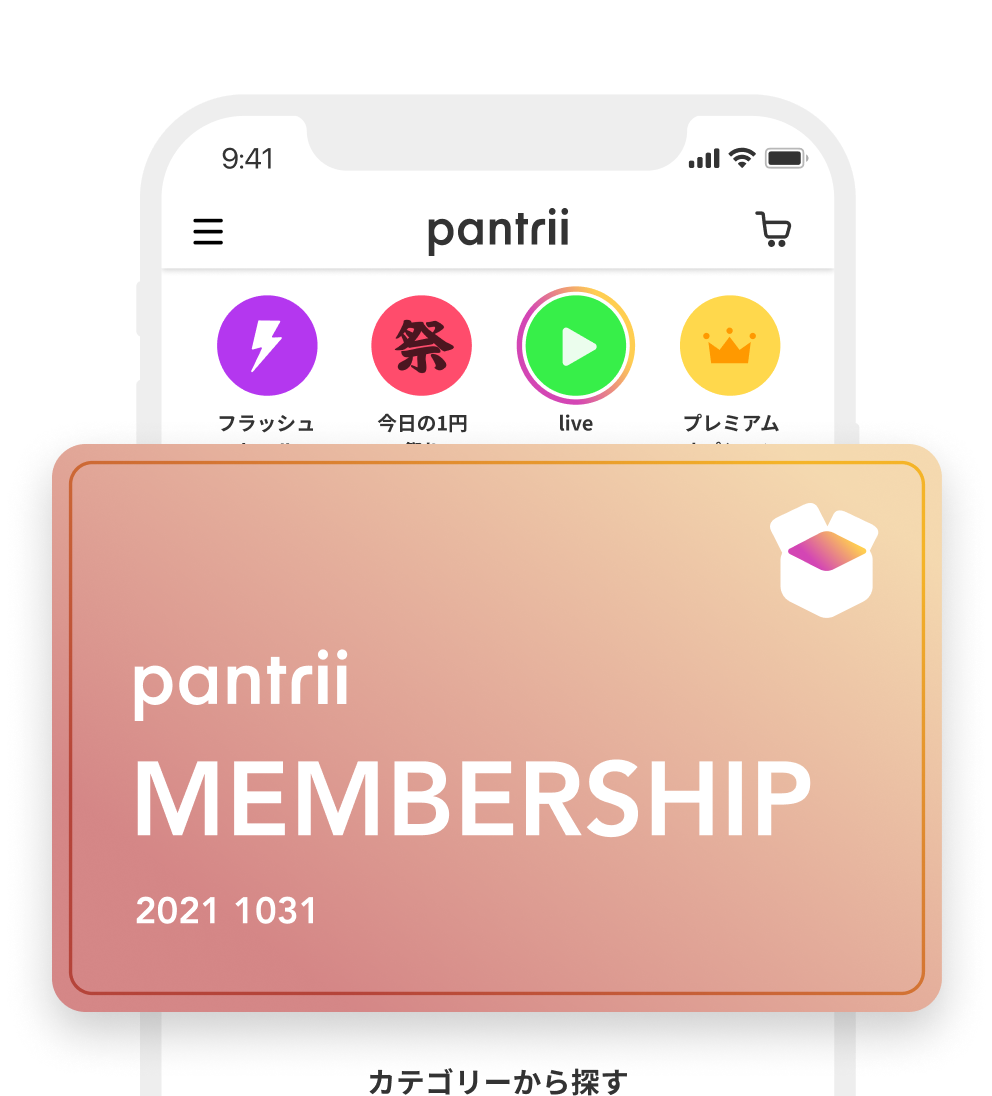 9:41
pantrii
祭
フラッシュ
今日の1円
live
プレミアム
pantrii
MEMBERSHIP
2021 1031
カテゴリーから探す